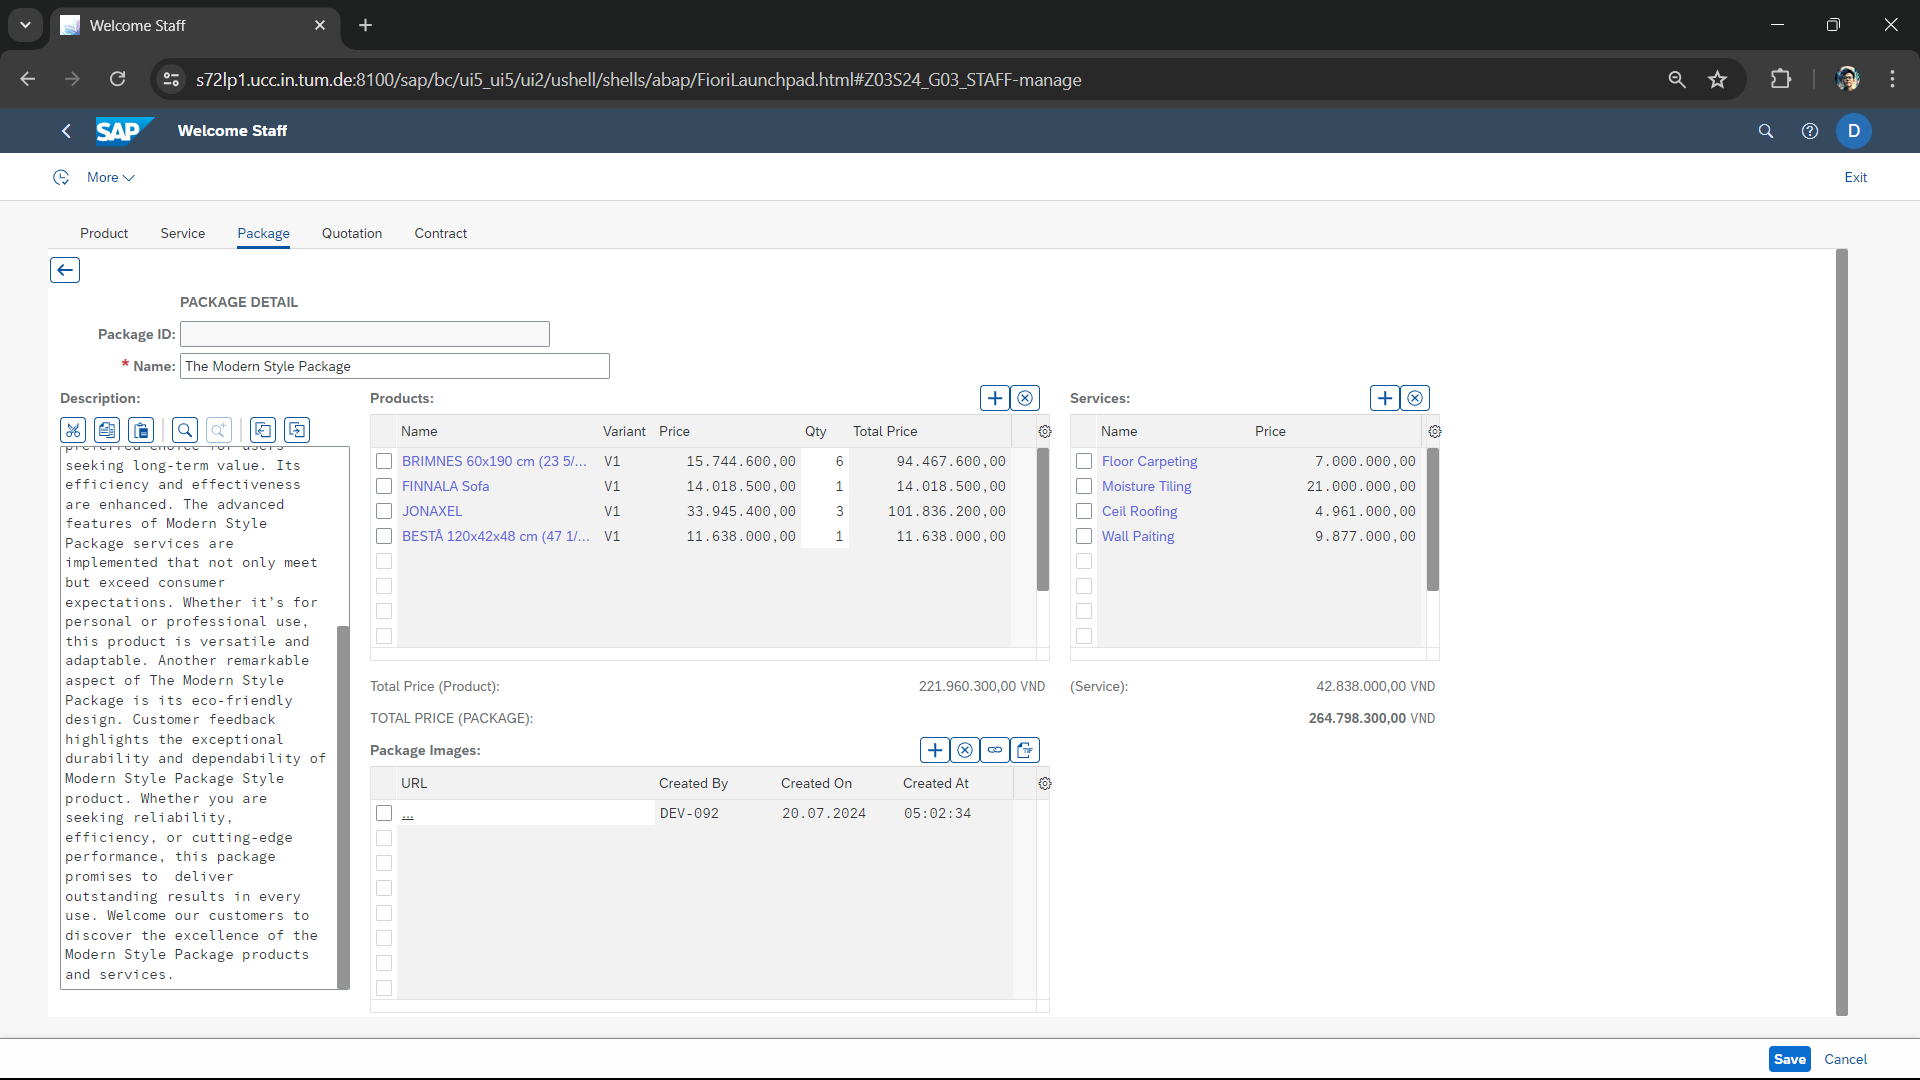 Welcome Staff
s72lp1.ucc.in.tum.de:8100/sap/bc/ui5_ui5/ui2/ushell/shells/abap/FioriLaunchpad.html#Z03S24_G03_STAFF-manage
SAP Welcome Staff D
More Exit
Product Service Package Quotation Contract
PACKAGE DETAIL
Package ID:
* Name: The Modern Style Package
Description:
seeking long-term value. Its
efficiency and effectiveness
are enhanced. The advanced
features of Modern Style
Package services are
implemented that not only meet
but exceed consumer
expectations. Whether it's for
personal or professional use,
this product is versatile and
adaptable. Another remarkable
aspect of The Modern Style
Package is its eco-friendly
design. Customer feedback
highlights the exceptional
durability and dependability of
Modern Style Package Style
product. Whether you are
seeking reliability,
efficiency, or cutting-edge
performance, this package
promises to  deliver
outstanding results in every
use. Welcome our customers to
discover the excellence of the
Modern Style Package products
and services.
Products:
Name Variant Price Qty Total Price
BRIMNES 60x190 cm (23 5/... V1 15.744.600,00 6 94.467.600,00
FINNALA Sofa V1 14.018.500,00 1 14.018.500,00
JONAXEL V1 33.945.400,00 3 101.836.200,00
BESTÅ 120x42x48 cm (47 1/... V1 11.638.000,00 1 11.638.000,00
Services:
Name Price
Floor Carpeting 7.000.000,00
Moisture Tiling 21.000.000,00
Ceil Roofing 4.961.000,00
Wall Paiting 9.877.000,00
Total Price (Product): 221.960.300,00 VND (Service): 42.838.000,00 VND
TOTAL PRICE (PACKAGE): 264.798.300,00 VND
Package Images:
TIF
URL Created By Created On Created At
... DEV-092 20.07.2024 05:02:34
Save Cancel